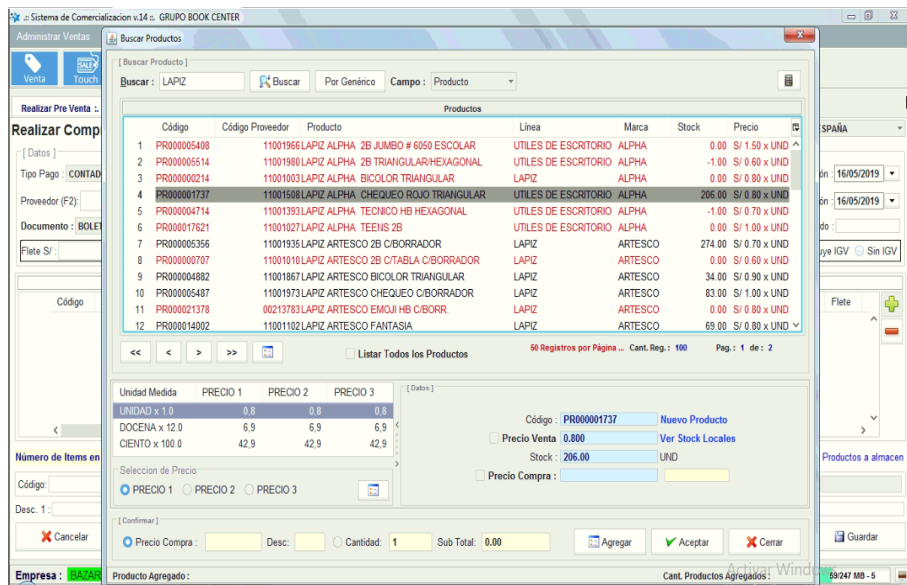 .:: Sistema de Comercializacion v.14 ::. GRUPO BOOK CENTER
Administrar Ventas
Venta
SALE
Touch
Realizar Pre Venta :.
Realizar Comp
[ Datos ]
Tipo Pago : CONTAD
Proveedor (F2):
Documento : BOLET
Flete S/ :
Código
Número de Items en
Código:
Desc. 1 :
Cancelar
Empresa : BAZAR
Buscar Productos
[ Buscar Producto ]
Buscar : LAPIZ Buscar Por Genérico Campo : Producto
Productos
Código Código Proveedor Producto Línea Marca Stock Precio
1 PR000005408 11001966 LAPIZ ALPHA 2B JUMBO # 6050 ESCOLAR UTILES DE ESCRITORIO ALPHA 0.00 S/ 1.50 x UND
2 PR000005514 11001980 LAPIZ ALPHA 2B TRIANGULAR/HEXAGONAL UTILES DE ESCRITORIO ALPHA -1.00 S/ 0.60 x UND
3 PR000000214 11001003 LAPIZ ALPHA BICOLOR TRIANGULAR LAPIZ ALPHA 0.00 S/ 0.80 x UND
4 PR000001737 11001508 LAPIZ ALPHA CHEQUEO ROJO TRIANGULAR UTILES DE ESCRITORIO ALPHA 206.00 S/ 0.80 x UND
5 PR000004714 11001393 LAPIZ ALPHA TECNICO HB HEXAGONAL UTILES DE ESCRITORIO ALPHA -1.00 S/ 0.70 x UND
6 PR000017621 11001027 LAPIZ ALPHA TEENS 2B UTILES DE ESCRITORIO ALPHA 0.00 S/ 1.00 x UND
7 PR000005356 11001935 LAPIZ ARTESCO 2B C/BORRADOR LAPIZ ARTESCO 274.00 S/ 0.70 x UND
8 PR000000707 11001010 LAPIZ ARTESCO 2B C/TABLA C/BORRADOR LAPIZ ARTESCO 0.00 S/ 0.60 x UND
9 PR000004882 11001867 LAPIZ ARTESCO BICOLOR TRIANGULAR LAPIZ ARTESCO 34.00 S/ 0.90 x UND
10 PR000005487 11001973 LAPIZ ARTESCO CHEQUEO C/BORRADOR LAPIZ ARTESCO 83.00 S/ 1.00 x UND
11 PR000021378 00213783 LAPIZ ARTESCO EMOJI HB C/BORR. LAPIZ ARTESCO 0.00 S/ 0.80 x UND
12 PR000014002 11001102 LAPIZ ARTESCO FANTASIA LAPIZ ARTESCO 69.00 S/ 0.80 x UND
<< < > >> Listar Todos los Productos 50 Registros por Página ... Cant. Reg. : 100 Pag. : 1 de : 2
Unidad Medida PRECIO 1 PRECIO 2 PRECIO 3
UNIDAD x 1.0 0,8 0,8 0,8
DOCENA x 12.0 6,9 6,9 6,9
CIENTO x 100.0 42,9 42,9 42,9
Seleccion de Precio
PRECIO 1 PRECIO 2 PRECIO 3
[ Datos ]
Código : PR000001737 Nuevo Producto
Precio Venta 0.800 Ver Stock Locales
Stock : 206.00 UND
Precio Compra :
[ Confirmar ]
Precio Compra : Desc: Cantidad: 1 Sub Total: 0.00 Agregar Aceptar Cerrar
Producto Agregado : Cant. Productos Agregados :
ESPAÑA
ón : 16/05/2019
ón : 16/05/2019
do :
uye IGV Sin IGV
Flete
Productos a almacen
Guardar
Activar Windows
59/247 MB - 5